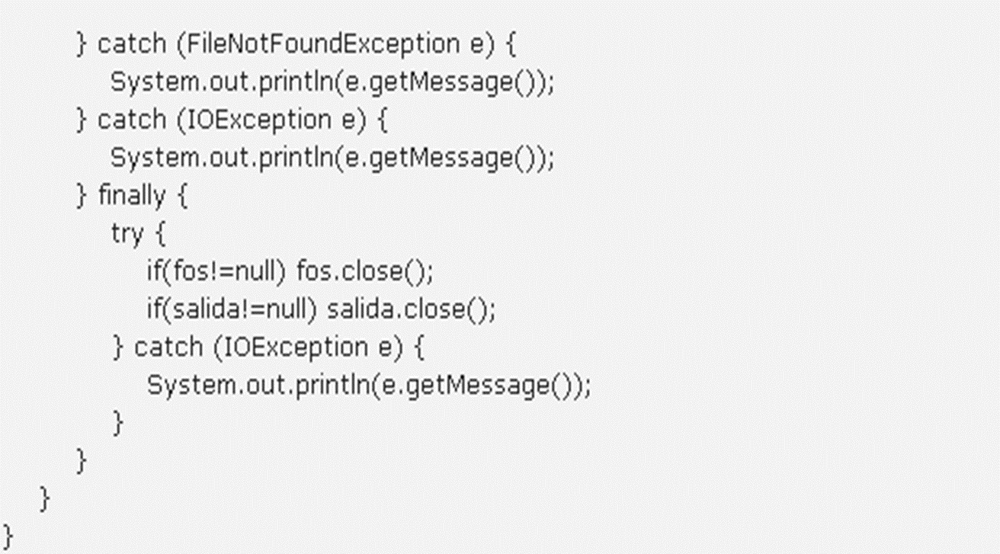 } catch (FileNotFoundException e) {
System.out.println(e.getMessage());
} catch (IOException e) {
System.out.println(e.getMessage());
} finally {
try {
if(fos!=null) fos.close();
if(salida!=null) salida.close();
} catch (IOException e) {
System.out.println(e.getMessage());
}
}
}
}